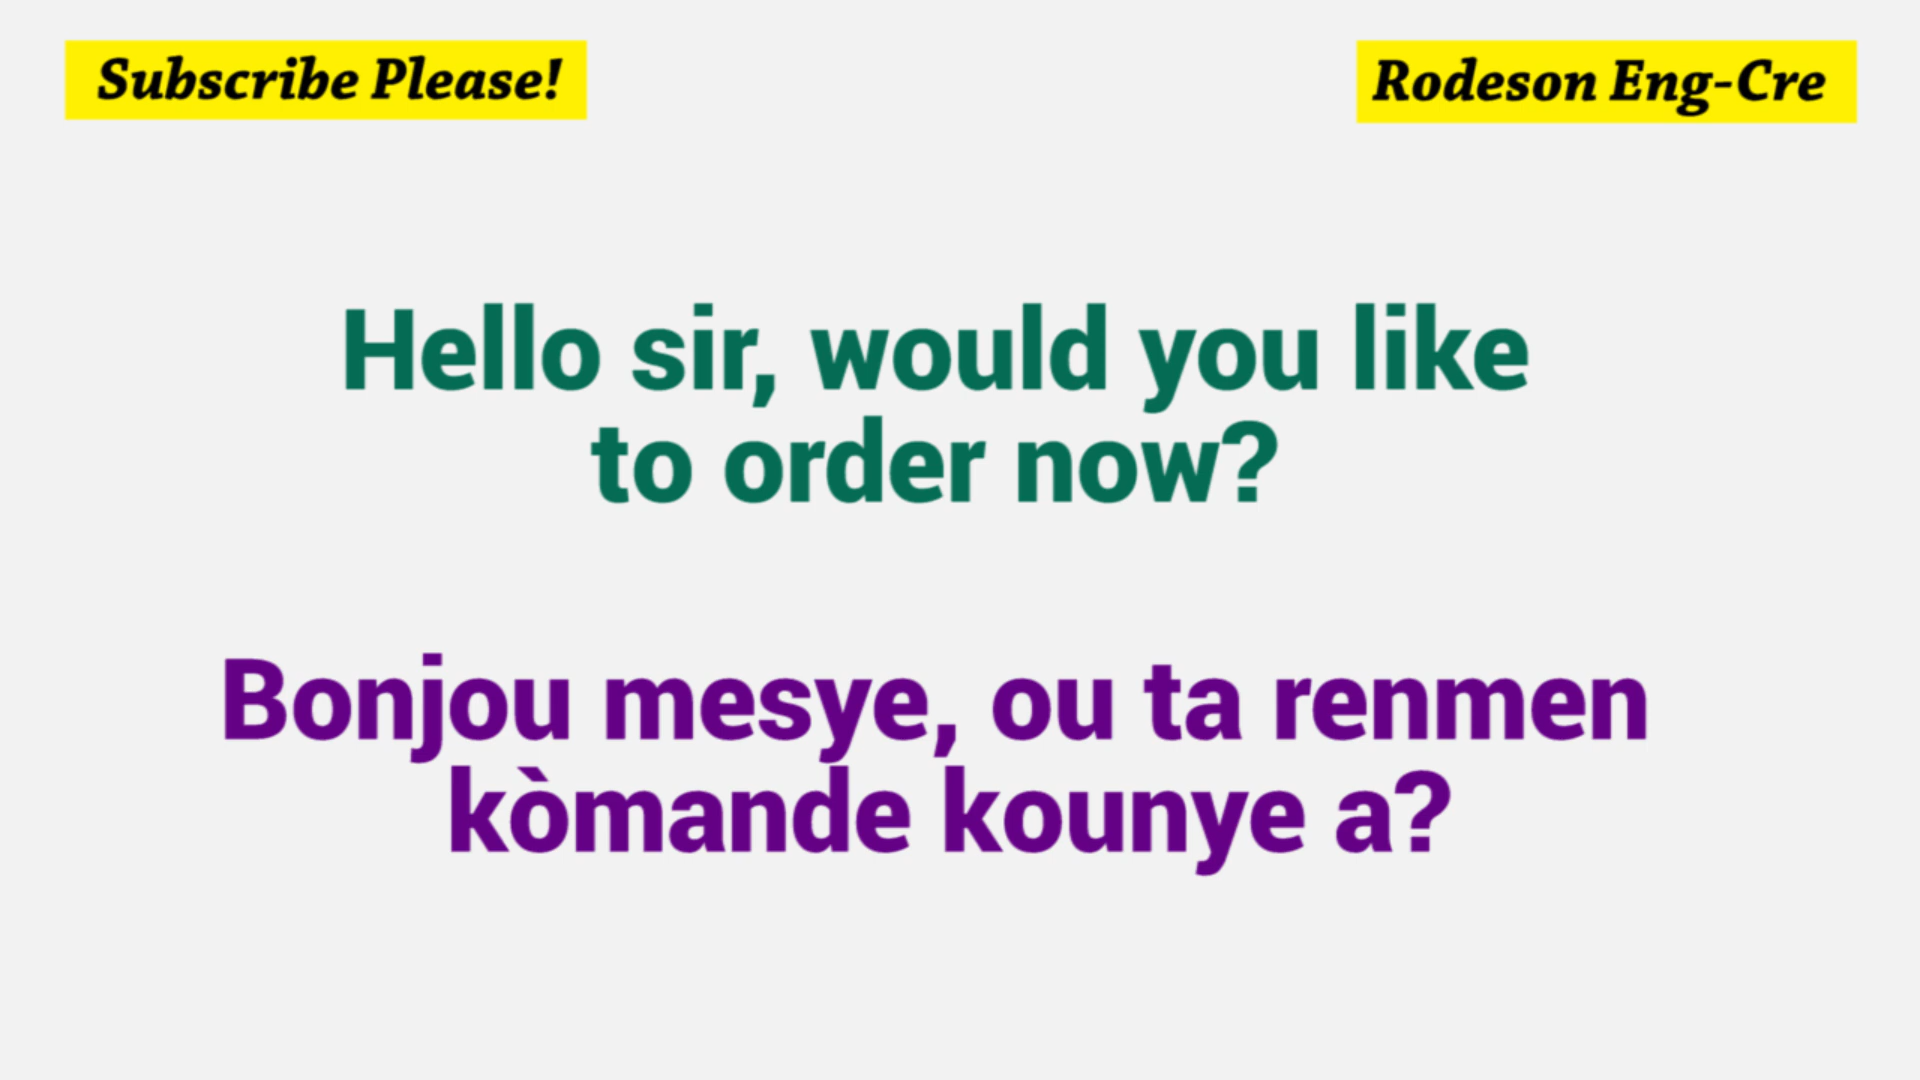 Subscribe Please!
Rodeson Eng-Cre
Hello sir, would you like
to order now?
Bonjou mesye, ou ta renmen
kòmande kounye a?